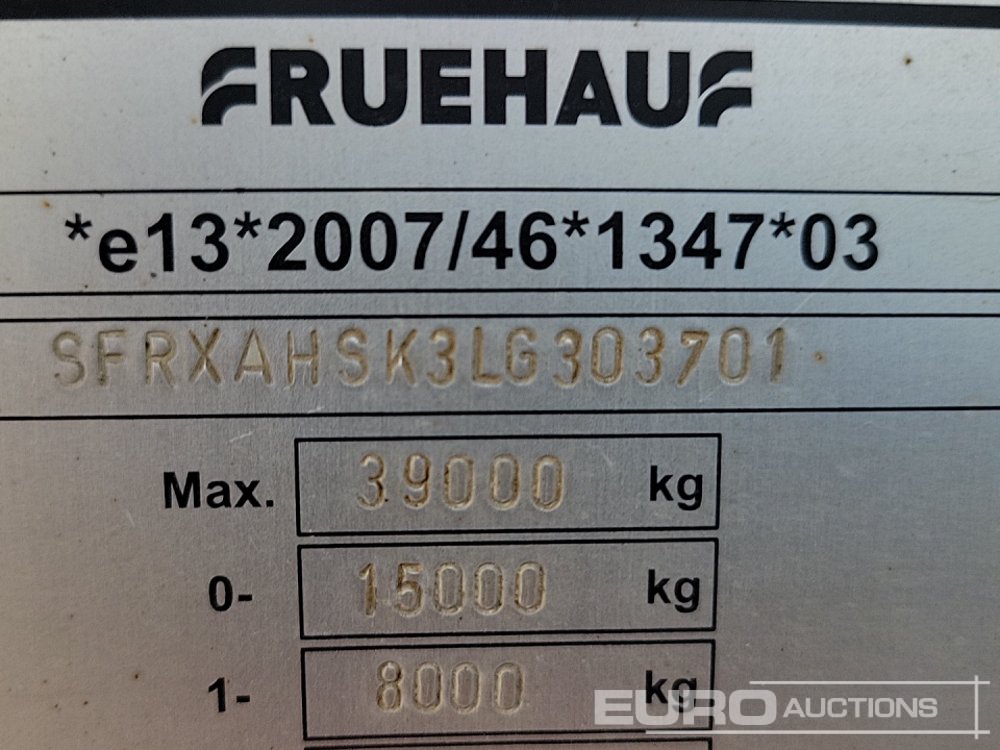 FRUEHAUF
*e13*2007/46*1347*03
SFRXAHSK3LG303701
Max. 39000 kg
0- 15000 kg
1- 8000 kg
EURO AUCTIONS